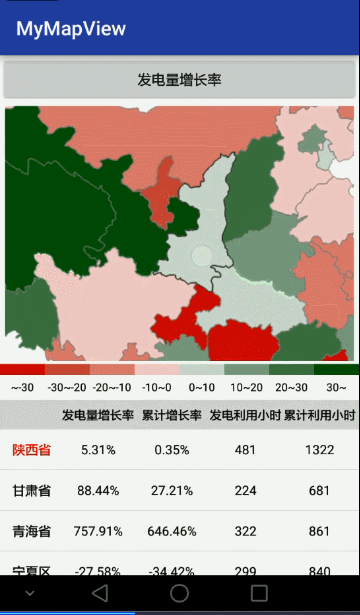 MyMapView
发电量增长率
~-30 -30~-20 -20~-10 -10~0 0~10 10~20 20~30 30~
发电量增长率 累计增长率 发电利用小时 累计利用小时
陕西省 5.31% 0.35% 481 1322
甘肃省 88.44% 27.21% 224 681
青海省 757.91% 646.46% 322 861
宁夏区 -27.58% -34.42% 299 840